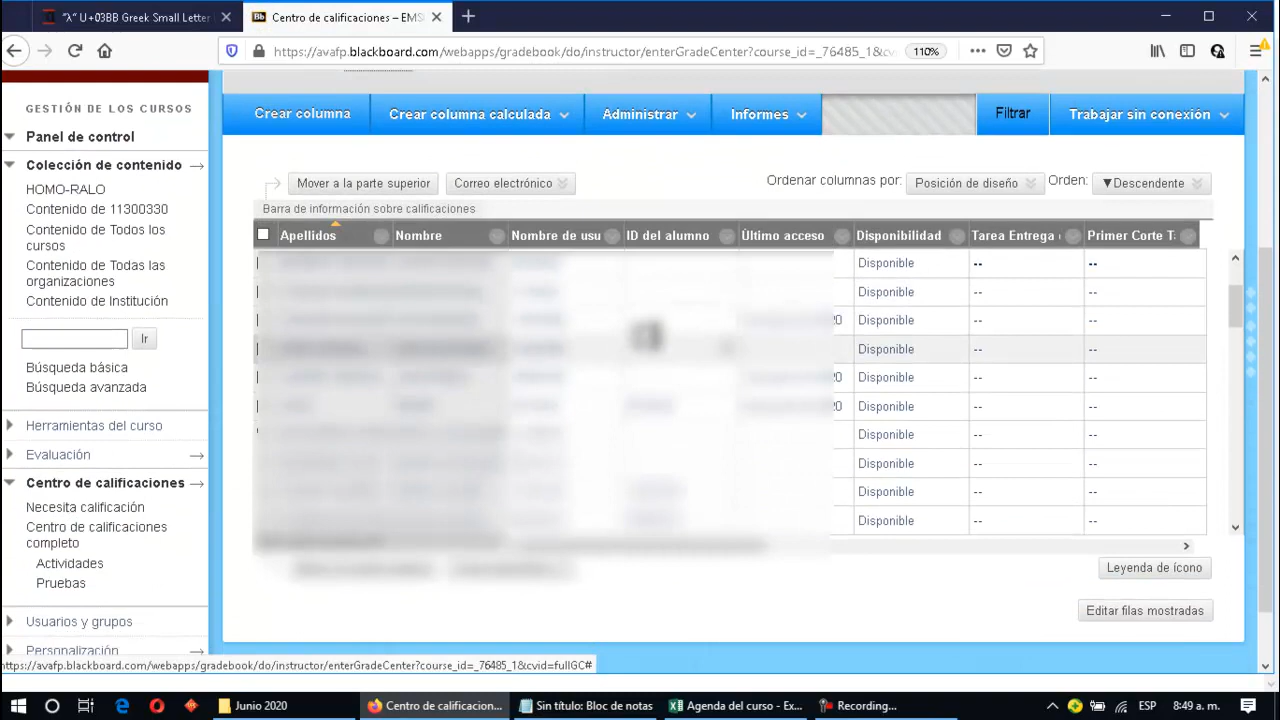 "λ" U+03BB Greek Small Letter
Centro de calificaciones – EMS
https://avafp.blackboard.com/webapps/gradebook/do/instructor/enterGradeCenter?course_id=_76485_1&cv
110%
GESTIÓN DE LOS CURSOS
Panel de control
Colección de contenido
HOMO-RALO
Contenido de 11300330
Contenido de Todos los
cursos
Contenido de Todas las
organizaciones
Contenido de Institución
Ir
Búsqueda básica
Búsqueda avanzada
Herramientas del curso
Evaluación
Centro de calificaciones
Necesita calificación
Centro de calificaciones
completo
Actividades
Pruebas
Usuarios y grupos
Personalización
Crear columna Crear columna calculada Administrar Informes Filtrar Trabajar sin conexión
Mover a la parte superior Correo electrónico Ordenar columnas por: Posición de diseño Orden: ▼Descendente
Barra de información sobre calificaciones
Apellidos Nombre Nombre de usu ID del alumno Último acceso Disponibilidad Tarea Entrega Primer Corte T
Disponible -- --
Disponible -- --
20 Disponible -- --
Disponible -- --
20 Disponible -- --
20 Disponible -- --
Disponible -- --
Disponible -- --
Disponible -- --
Disponible -- --
Leyenda de ícono
Editar filas mostradas
https://avafp.blackboard.com/webapps/gradebook/do/instructor/enterGradeCenter?course_id=_76485_1&cvid=fullGC#
Junio 2020 Centro de calificacion... Sin título: Bloc de notas Agenda del curso - Ex... Recording... ESP 8:49 a. m.